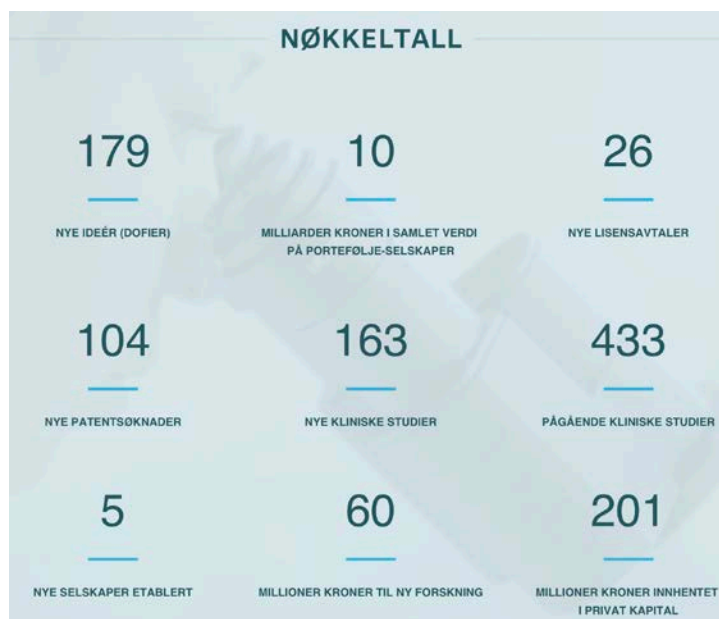 NØKKELTALL
179
10
26
NYE IDEÉR (DOFIER)
MILLIARDER KRONER I SAMLET VERDI
PÅ PORTEFØLJE-SELSKAPER
NYE LISENSAVTALER
104
163
433
NYE PATENTSØKNADER
NYE KLINISKE STUDIER
PÅGÅENDE KLINISKE STUDIER
5
60
201
NYE SELSKAPER ETABLERT
MILLIONER KRONER TIL NY FORSKNING
MILLIONER KRONER INNHENTET
I PRIVAT KAPITAL